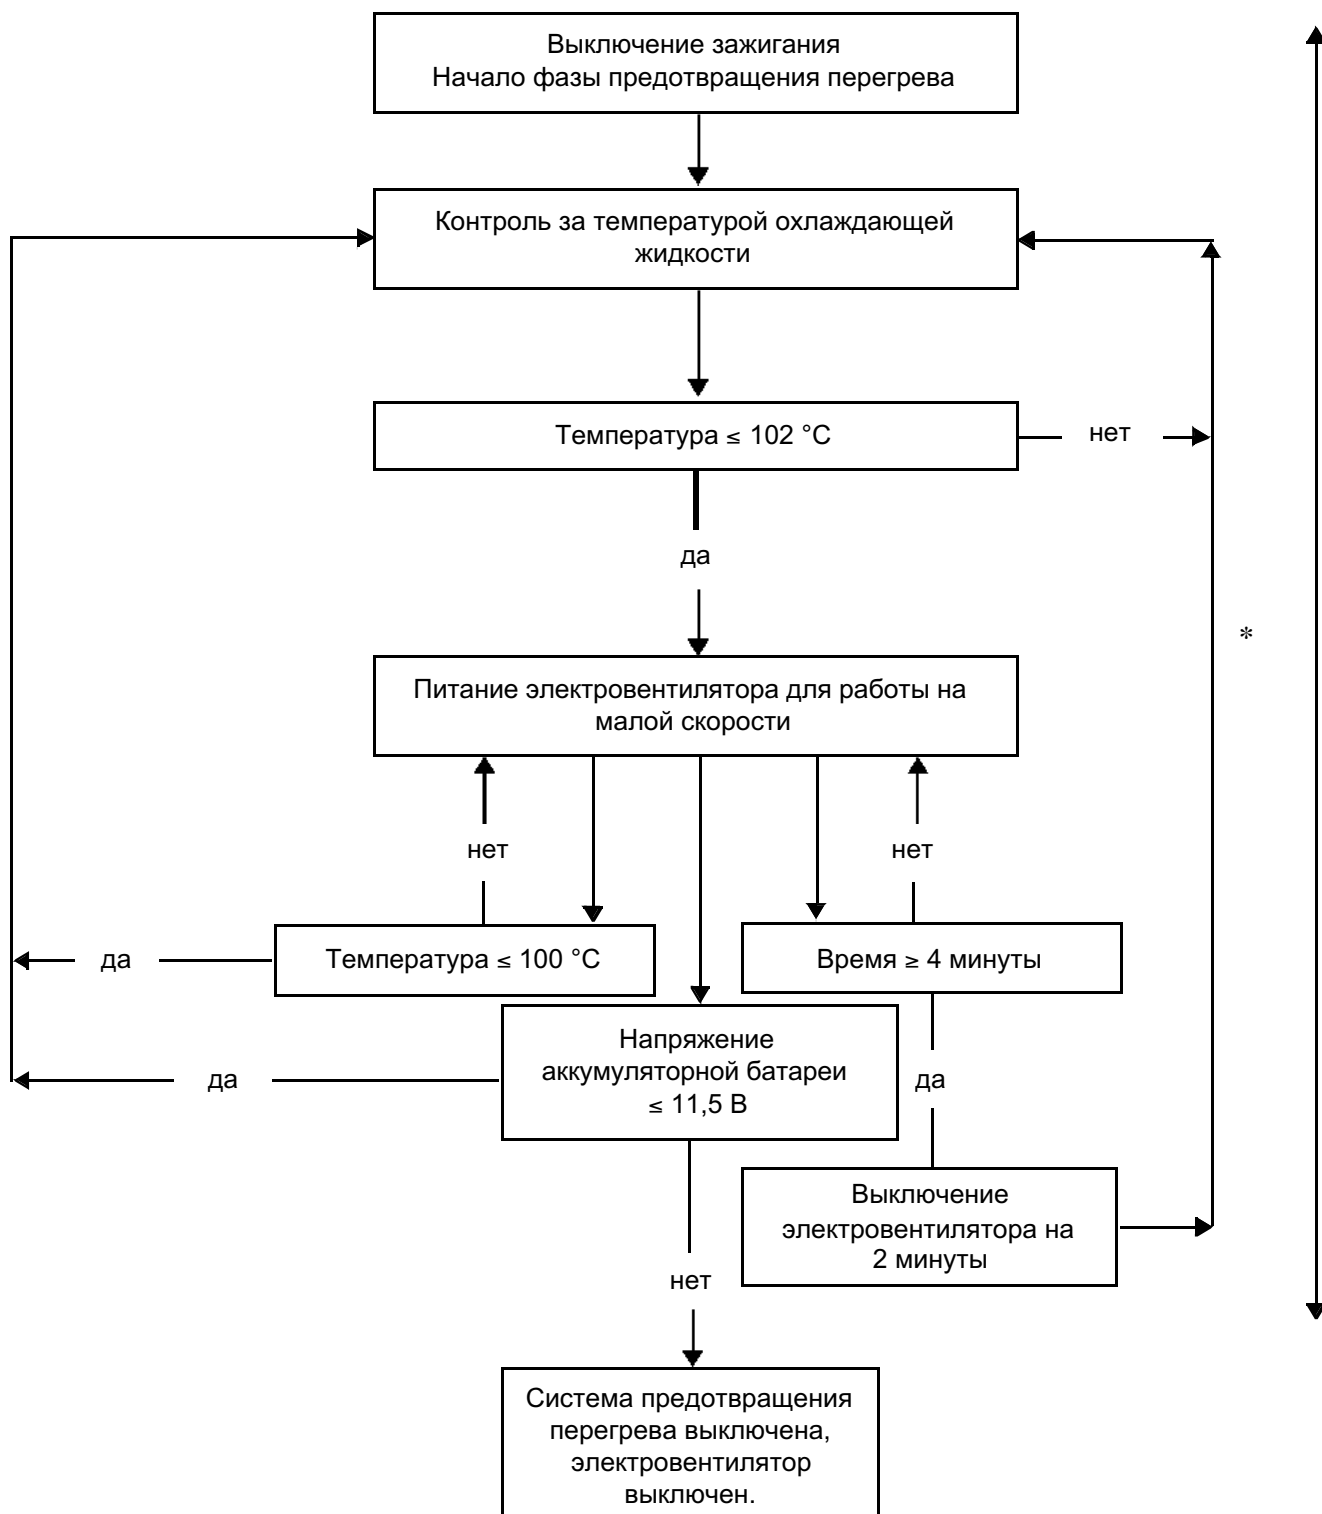 Выключение зажигания
Начало фазы предотвращения перегрева
Контроль за температурой охлаждающей
жидкости
Температура ≤ 102 °C
нет
да
*
Питание электровентилятора для работы на
малой скорости
нет
нет
да
Температура ≤ 100 °C
Время ≥ 4 минуты
Напряжение
аккумуляторной батареи
≤ 11,5 В
да
да
Выключение
электровентилятора на
2 минуты
нет
Система предотвращения
перегрева выключена,
электровентилятор
выключен.